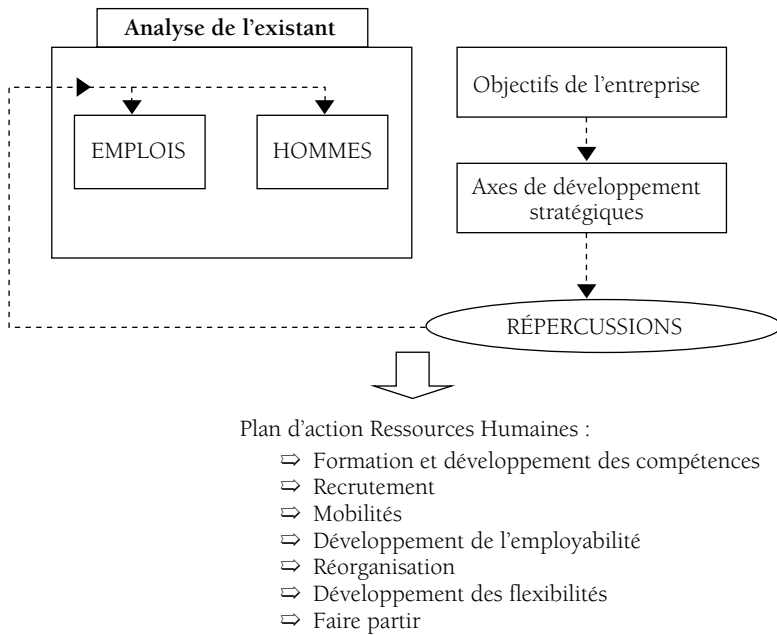 Analyse de l'existant
EMPLOIS
HOMMES
Objectifs de l'entreprise
Axes de développement
stratégiques
RÉPERCUSSIONS
Plan d'action Ressources Humaines :
⇨ Formation et développement des compétences
⇨ Recrutement
⇨ Mobilités
⇨ Développement de l'employabilité
⇨ Réorganisation
⇨ Développement des flexibilités
⇨ Faire partir